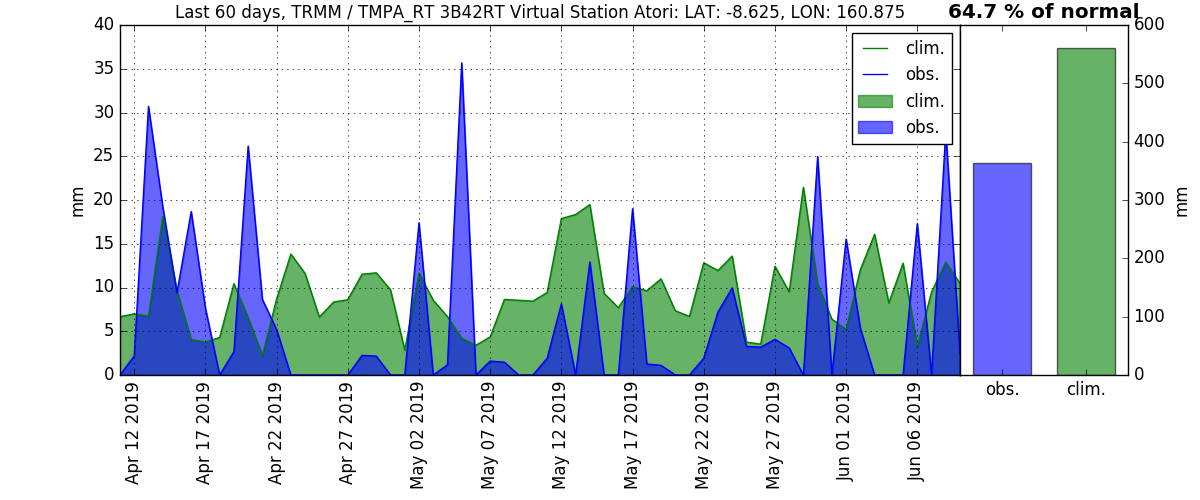 Last 60 days, TRMM / TMPA_RT 3B42RT Virtual Station Atori: LAT: -8.625, LON: 160.875
64.7 % of normal
40
35
30
25
20
15
10
5
0
mm
clim.
obs.
clim.
obs.
600
500
400
300
200
100
0
mm
obs.
clim.
Apr 12 2019
Apr 17 2019
Apr 22 2019
Apr 27 2019
May 02 2019
May 07 2019
May 12 2019
May 17 2019
May 22 2019
May 27 2019
Jun 01 2019
Jun 06 2019